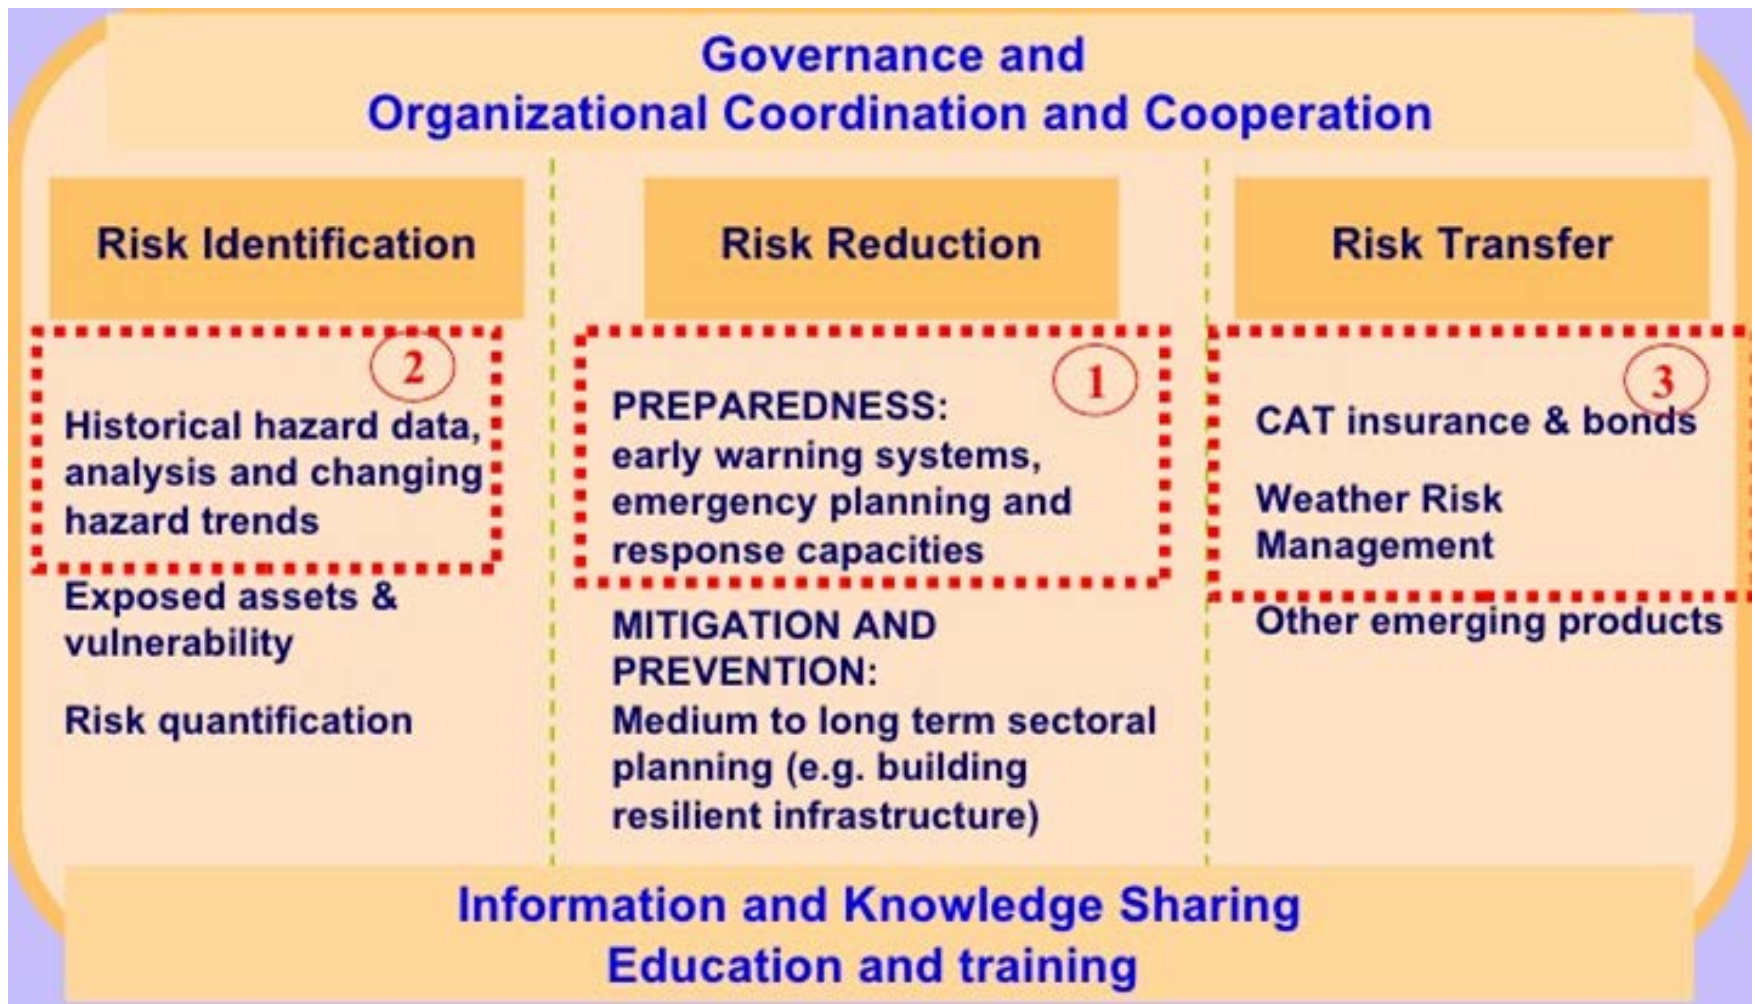 Governance and
Organizational Coordination and Cooperation
Risk Identification
Risk Reduction
Risk Transfer
2
Historical hazard data,
analysis and changing
hazard trends
Exposed assets &
vulnerability
Risk quantification
1
PREPAREDNESS:
early warning systems,
emergency planning and
response capacities
MITIGATION AND
PREVENTION:
Medium to long term sectoral
planning (e.g. building
resilient infrastructure)
3
CAT insurance & bonds
Weather Risk
Management
Other emerging products
Information and Knowledge Sharing
Education and training